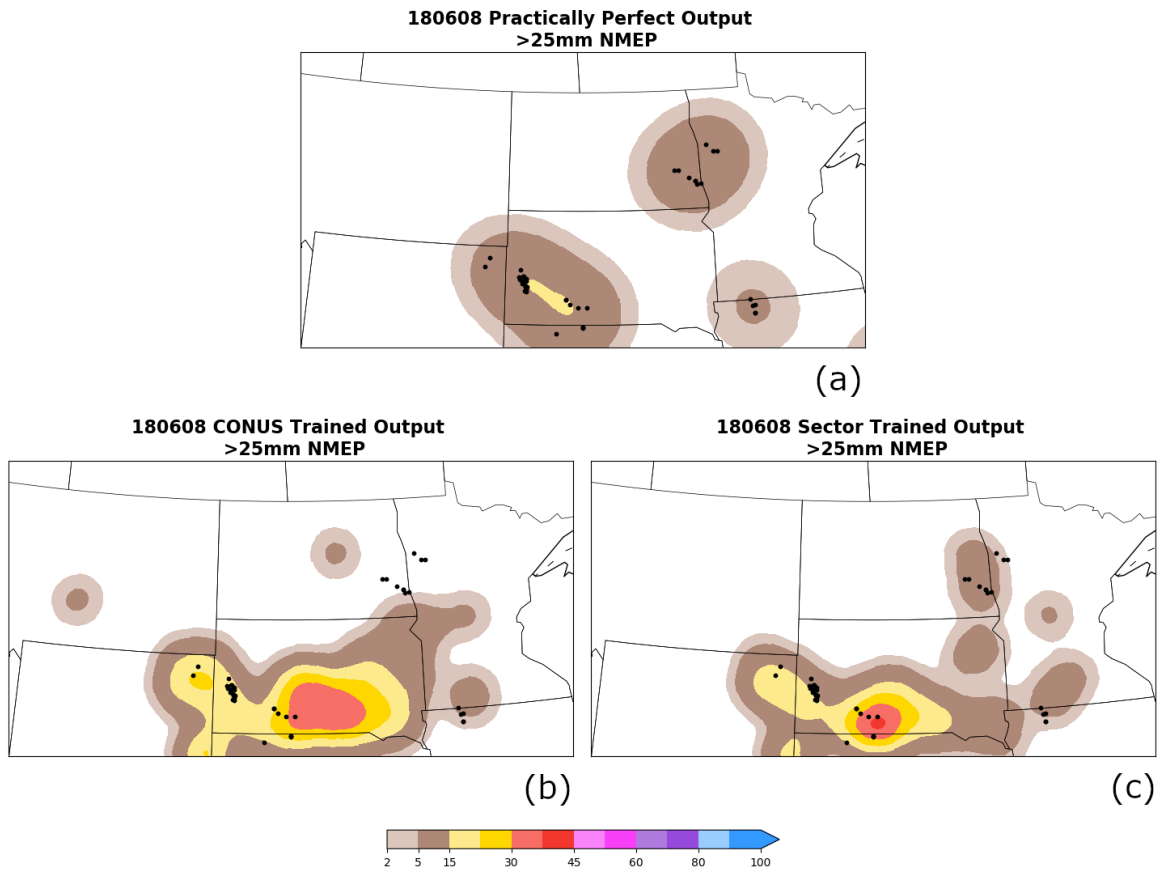 180608 Practically Perfect Output
>25mm NMEP
(a)
180608 CONUS Trained Output
>25mm NMEP
180608 Sector Trained Output
>25mm NMEP
(b)
(c)
2 5 15 30 45 60 80 100